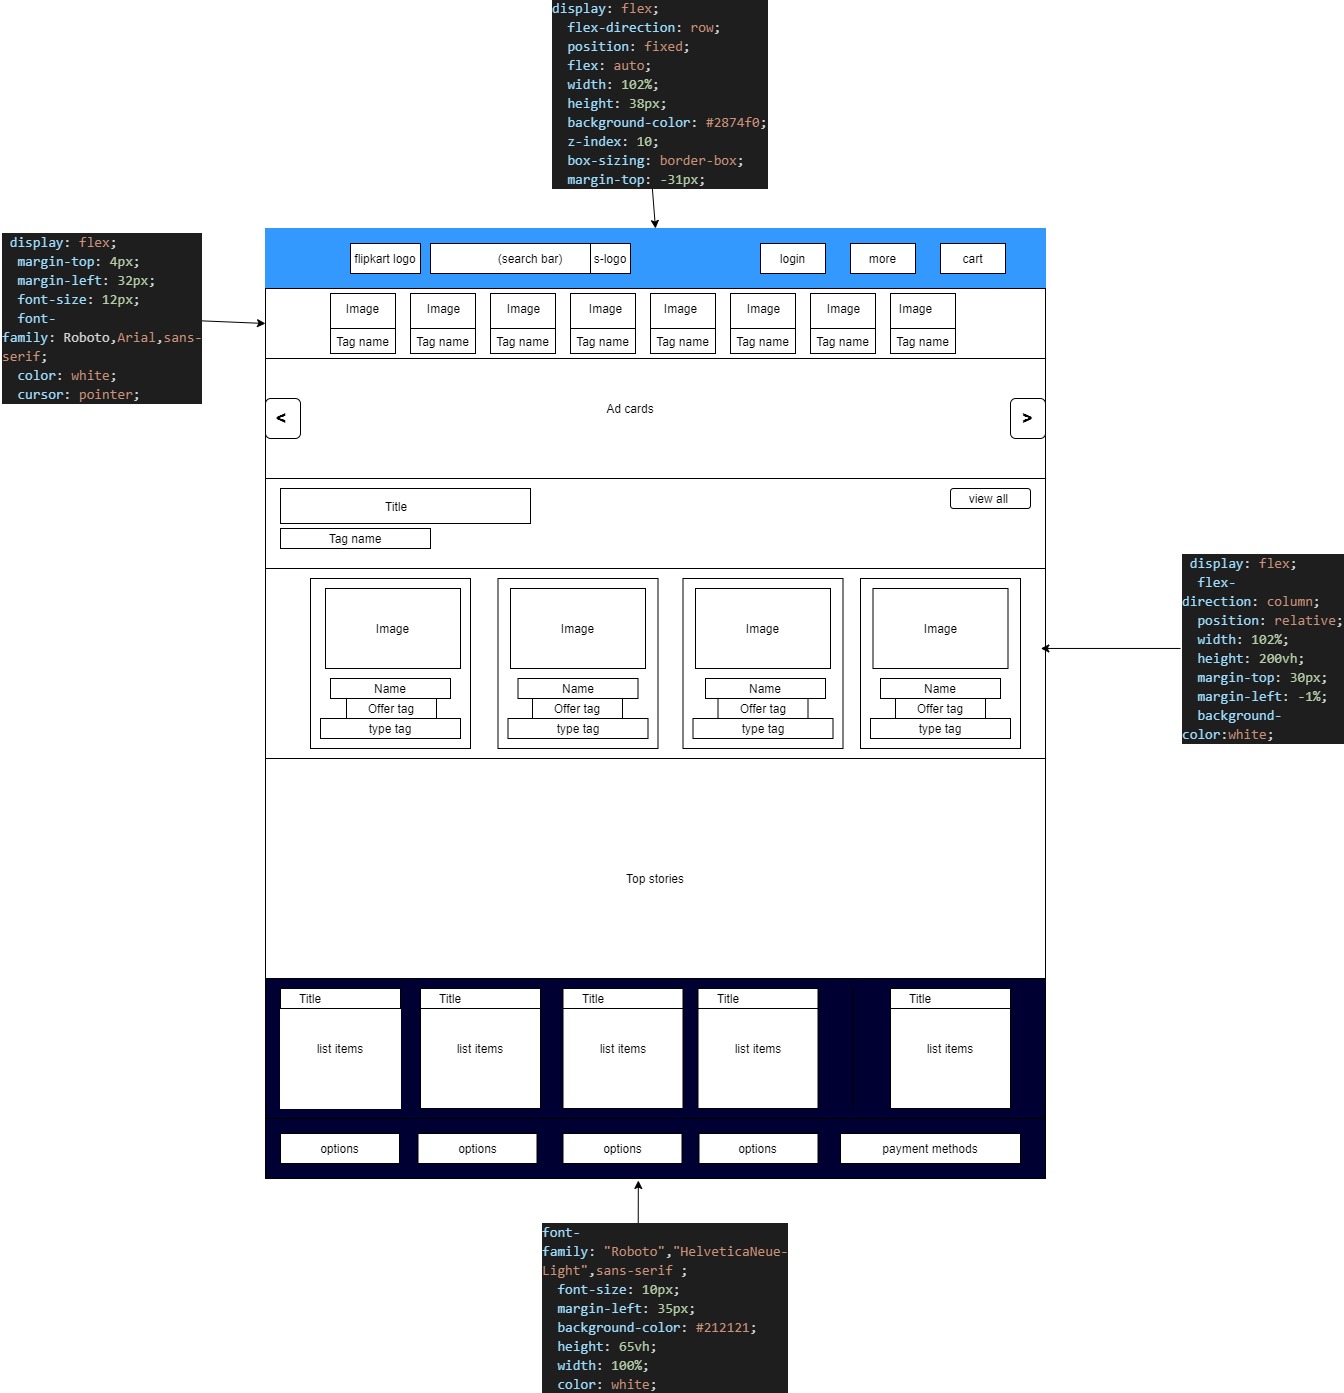 display: flex;
flex-direction: row;
position: fixed;
flex: auto;
width: 102%;
height: 38px;
background-color: #2874f0;
z-index: 10;
box-sizing: border-box;
margin-top: -31px;
display: flex;
margin-top: 4px;
margin-left: 32px;
font-size: 12px;
font-
family: Roboto,Arial,sans-
serif;
color: white;
cursor: pointer;
flipkart logo
(search bar)
s-logo
login
more
cart
Image
Image
Image
Image
Image
Image
Image
Image
Tag name
Tag name
Tag name
Tag name
Tag name
Tag name
Tag name
Tag name
<
Ad cards
>
Title
view all
Tag name
display: flex;
flex-
direction: column;
position: relative;
width: 102%;
height: 200vh;
margin-top: 30px;
margin-left: -1%;
background-
color:white;
Image
Image
Image
Image
Name
Name
Name
Name
Offer tag
Offer tag
Offer tag
Offer tag
type tag
type tag
type tag
type tag
Top stories
Title
Title
Title
Title
Title
list items
list items
list items
list items
list items
options
options
options
options
payment methods
font-
family: "Roboto","HelveticaNeue-
Light",sans-serif ;
font-size: 10px;
margin-left: 35px;
background-color: #212121;
height: 65vh;
width: 100%;
color: white;